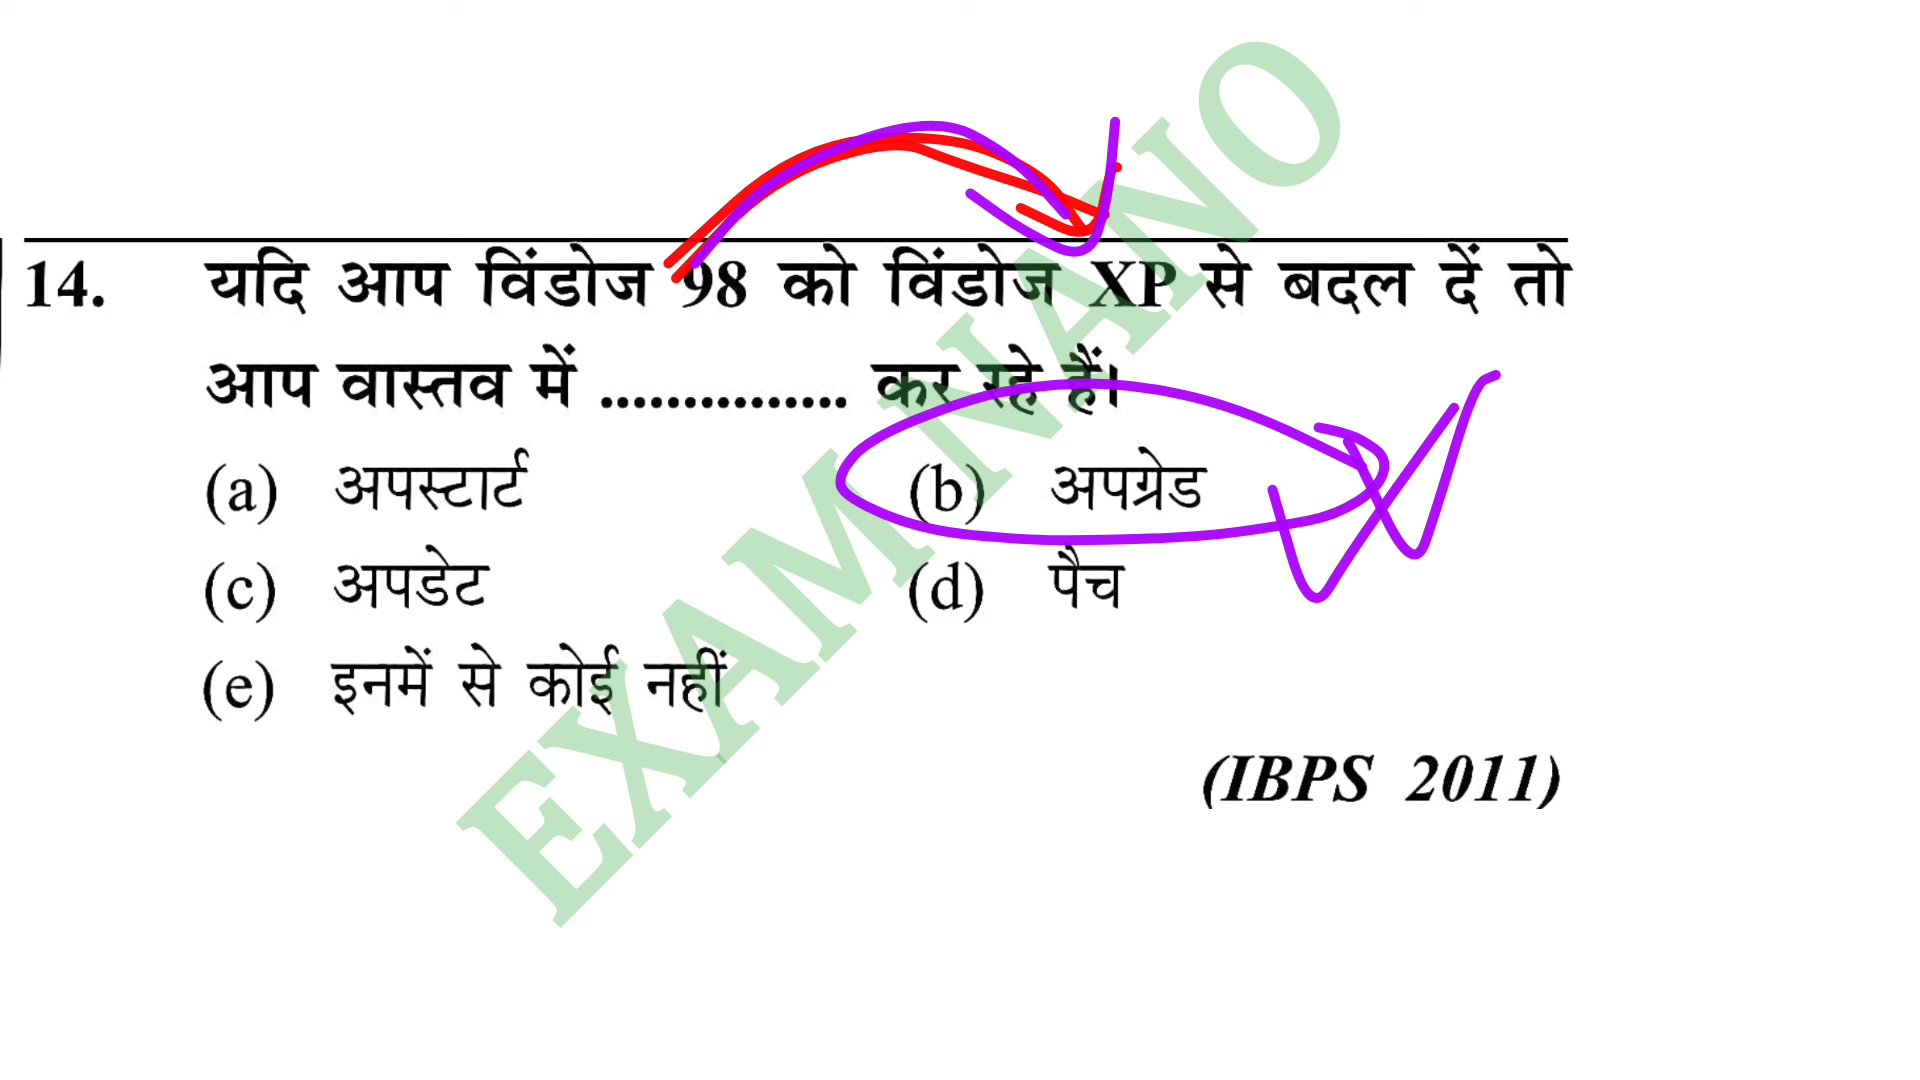 14. यदि आप विंडोज 98 को विंडोज XP से बदल दें तो
आप वास्तव में ............... कर रहे हैं।
(a) अपस्टार्ट (b) अपग्रेड
(c) अपडेट (d) पैच
(e) इनमें से कोई नहीं
(IBPS 2011)
EXAM NANO